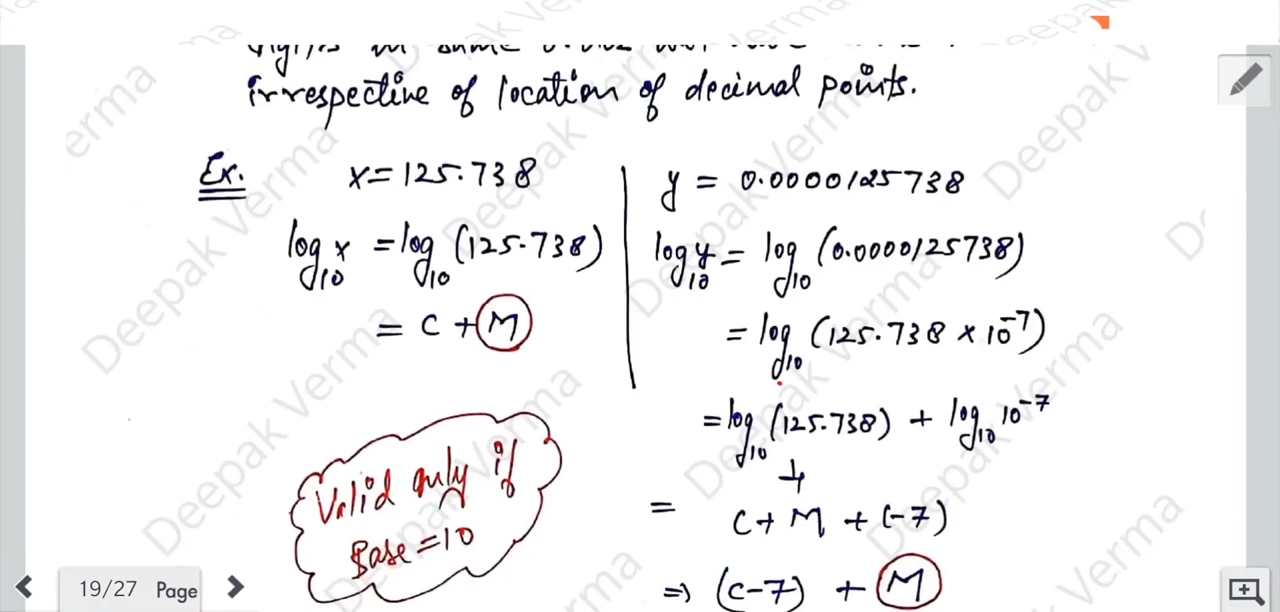 irrespective of location of decimal points.
Ex. x = 125.738
log₁₀ x = log₁₀ (125.738)
= C + M
Valid only if
Base = 10
y = 0.0000125738
log₁₀ y = log₁₀ (0.0000125738)
= log₁₀ (125.738 × 10⁻⁷)
= log₁₀ (125.738) + log₁₀ 10⁻⁷
= C + M + (-7)
⇒ (C-7) + M
19/27 Page
Deepak Verma